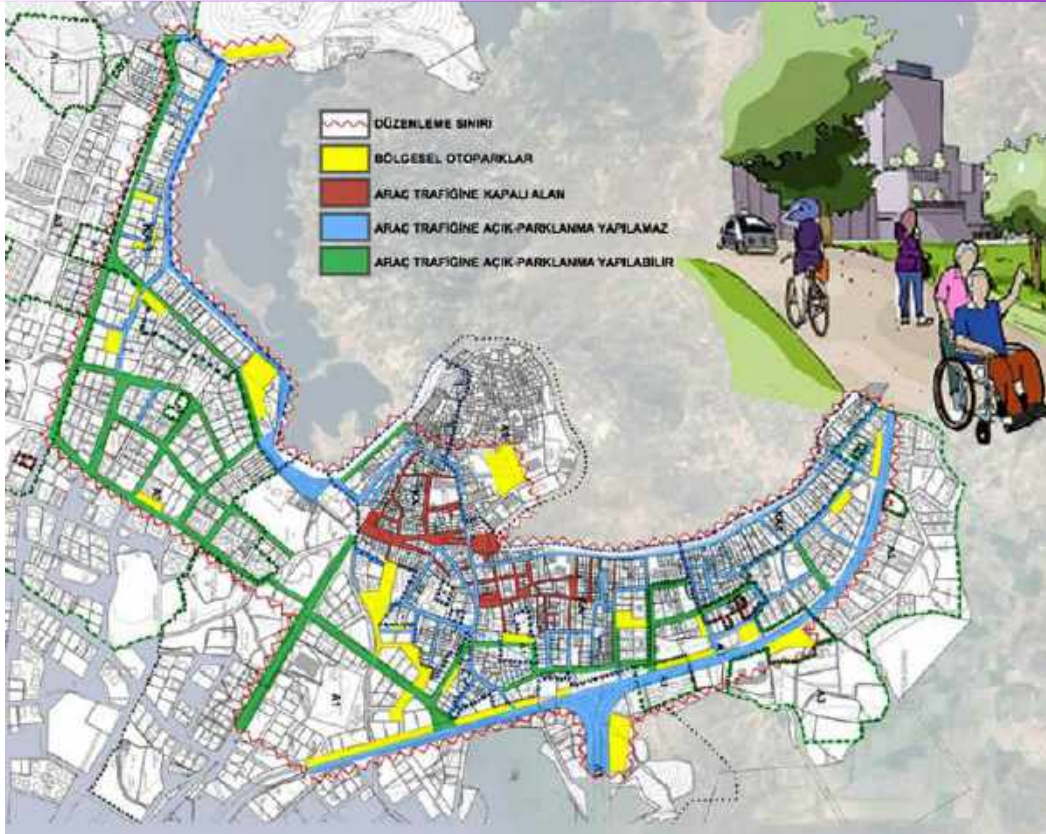 DÜZENLEME SINIRI
BÖLGESEL OTOPARKLAR
ARAÇ TRAFİĞİNE KAPALI ALAN
ARAÇ TRAFİĞİNE AÇIK-PARKLANMA YAPILAMAZ
ARAÇ TRAFİĞİNE AÇIK-PARKLANMA YAPILABİLİR
A1